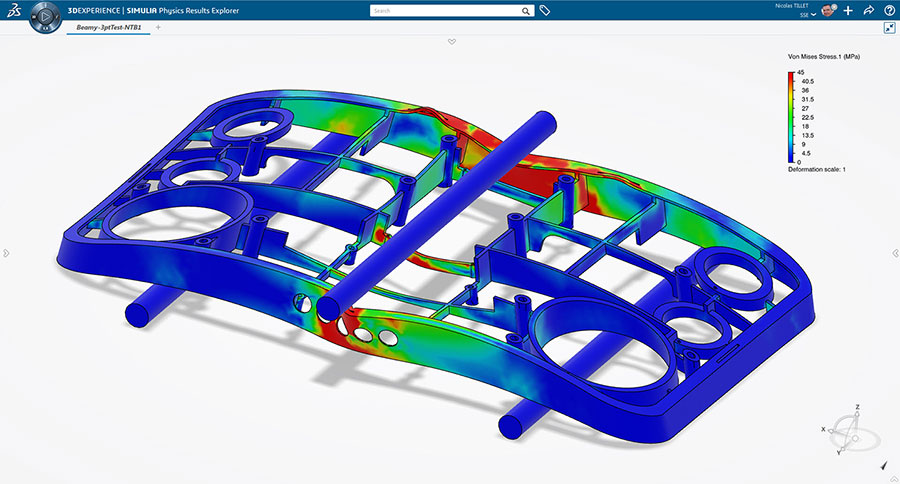 3DEXPERIENCE | SIMULIA Physics Results Explorer
Search
Nicolas TILLET
SSE
Beamy-3ptTest-NTB1
Von Mises Stress.1 (MPa)
45
40.5
36
31.5
27
22.5
18
13.5
9
4.5
0
Deformation scale: 1
Z
X
Y